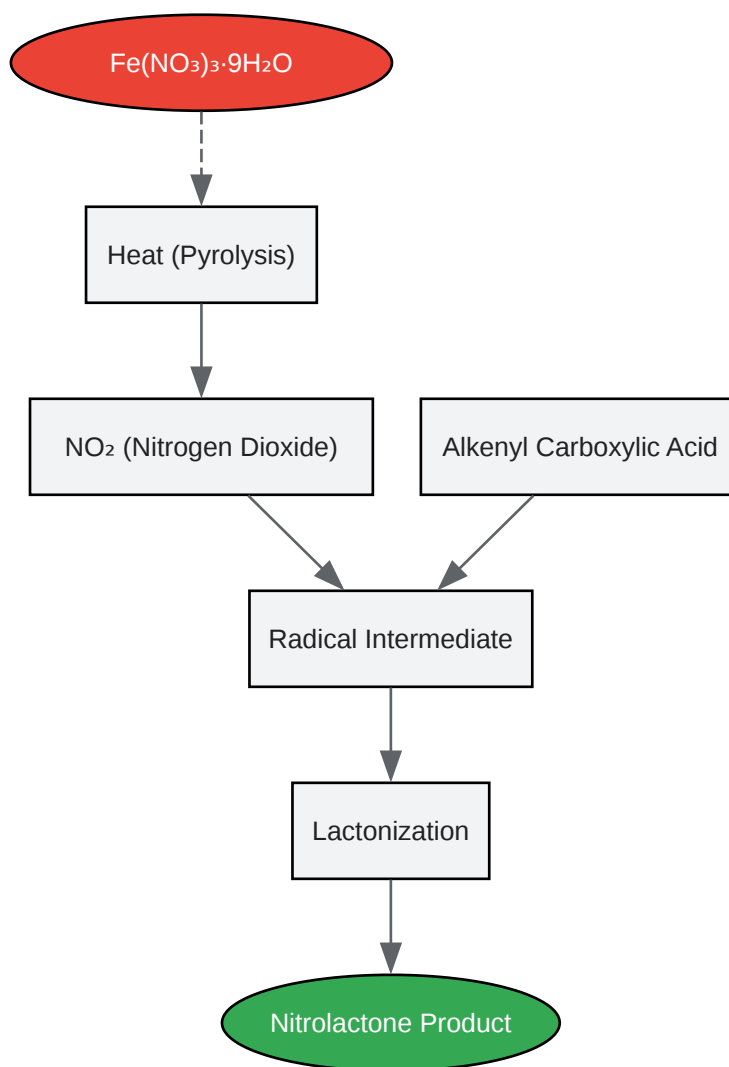 Fe(NO₃)₃·9H₂O
Heat (Pyrolysis)
NO₂ (Nitrogen Dioxide)
Alkenyl Carboxylic Acid
Radical Intermediate
Lactonization
Nitrolactone Product